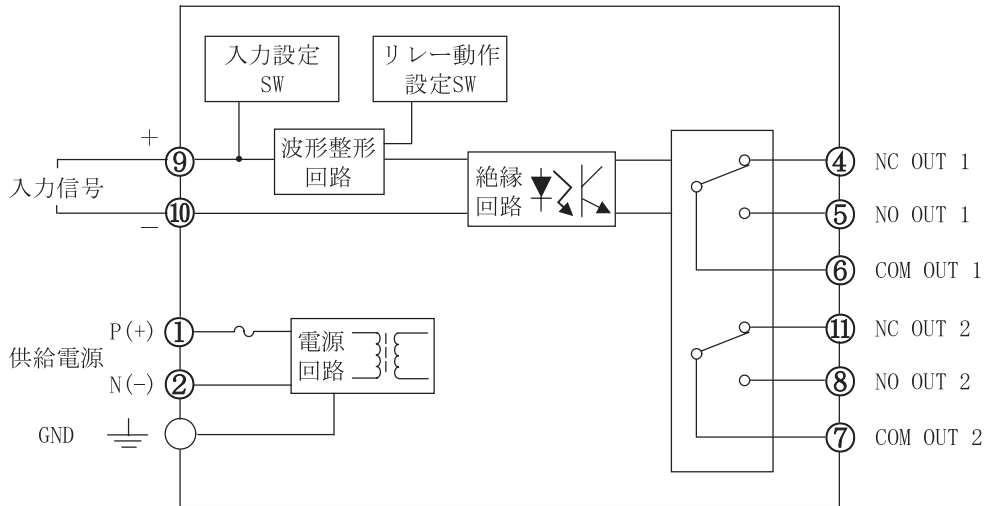 入力設定
SW
リレー動作
設定SW
+
⑨
波形整形
回路
入力信号
絶縁
回路
⑩
−
④ NC OUT 1
⑤ NO OUT 1
⑥ COM OUT 1
P(+) ①
供給電源
N(−) ②
電源
回路
GND
⑪ NC OUT 2
⑧ NO OUT 2
⑦ COM OUT 2